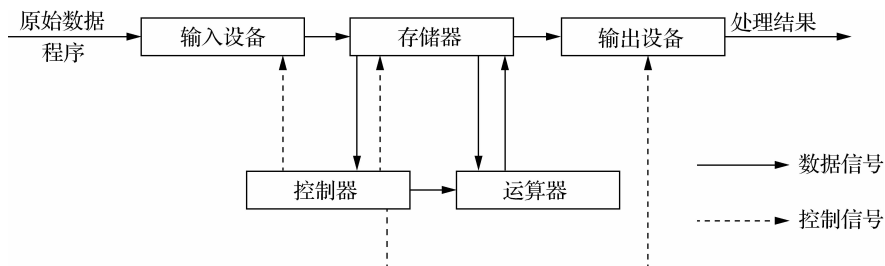 原始数据
程序
输入设备
存储器
输出设备
处理结果
控制器
运算器
数据信号
控制信号